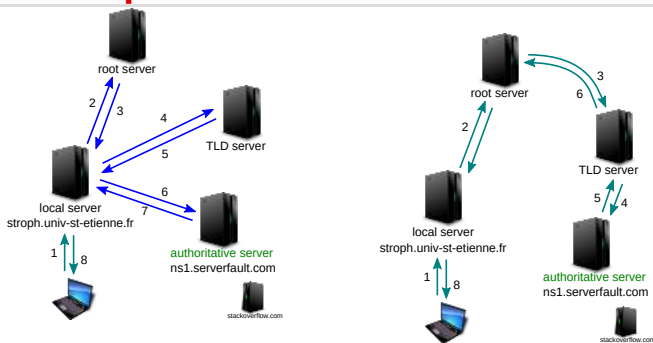 root server
2
3
4
5
TLD server
6
7
local server
stroph.univ-st-etienne.fr
authoritative server
ns1.serverfault.com
1
8
stackoverflow.com
root server
3
6
2
TLD server
5
4
local server
stroph.univ-st-etienne.fr
authoritative server
ns1.serverfault.com
1
8
stackoverflow.com